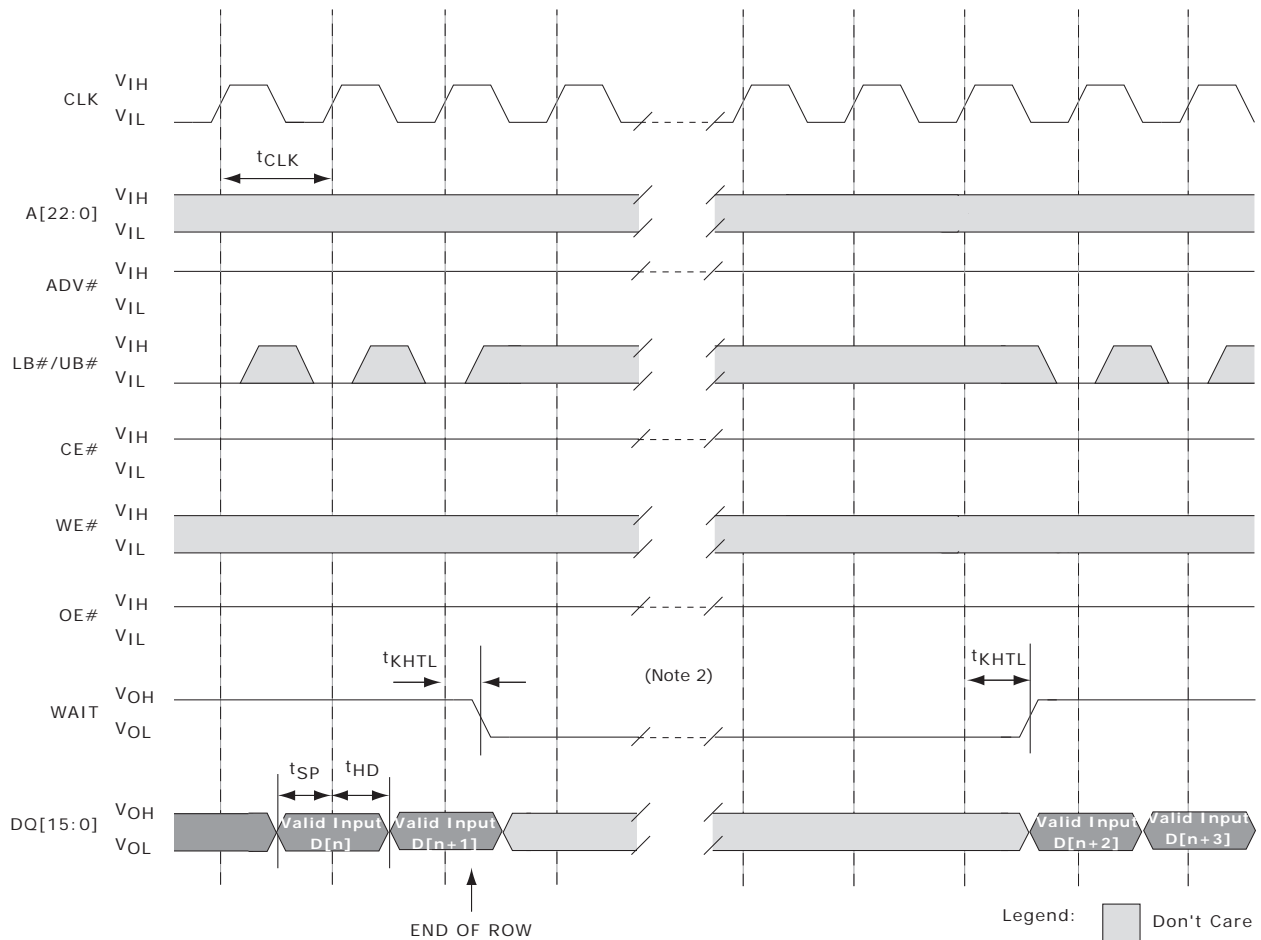 CLK VIH
VIL
tCLK
A[22:0] VIH
VIL
ADV# VIH
VIL
LB#/UB# VIH
VIL
CE# VIH
VIL
WE# VIH
VIL
OE# VIH
VIL
tKHTL (Note 2) tKHTL
WAIT VOH
VOL
tSP tHD
DQ[15:0] VOH
VOL
Valid Input D[n]
Valid Input D[n+1]
Valid Input D[n+2]
Valid Input D[n+3]
END OF ROW
Legend: Don't Care